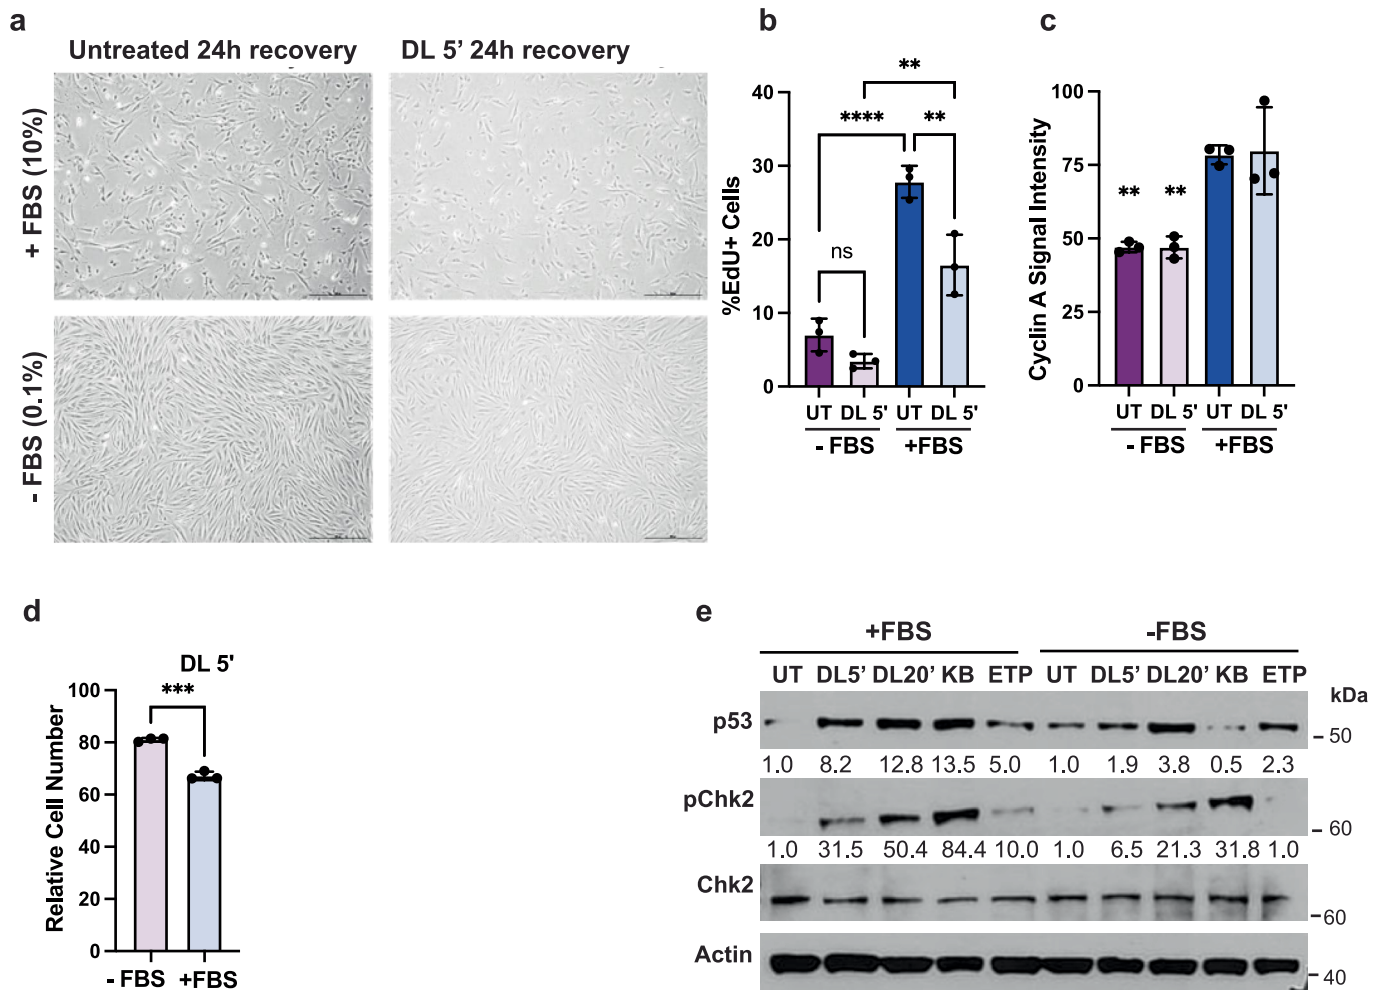 a
Untreated 24h recovery
DL 5’ 24h recovery
+ FBS (10%)
- FBS (0.1%)
b
%EdU+ Cells
40
30
20
10
0
****
**
**
ns
UT DL 5' UT DL 5'
- FBS +FBS
c
Cyclin A Signal Intensity
100
75
50
25
0
** **
UT DL 5' UT DL 5'
- FBS +FBS
d
DL 5'
***
Relative Cell Number
100
80
60
40
20
0
- FBS +FBS
e
+FBS -FBS
UT DL5’ DL20’ KB ETP UT DL5’ DL20’ KB ETP
kDa
p53
50
1.0 8.2 12.8 13.5 5.0 1.0 1.9 3.8 0.5 2.3
pChk2
60
1.0 31.5 50.4 84.4 10.0 1.0 6.5 21.3 31.8 1.0
Chk2
60
Actin
40